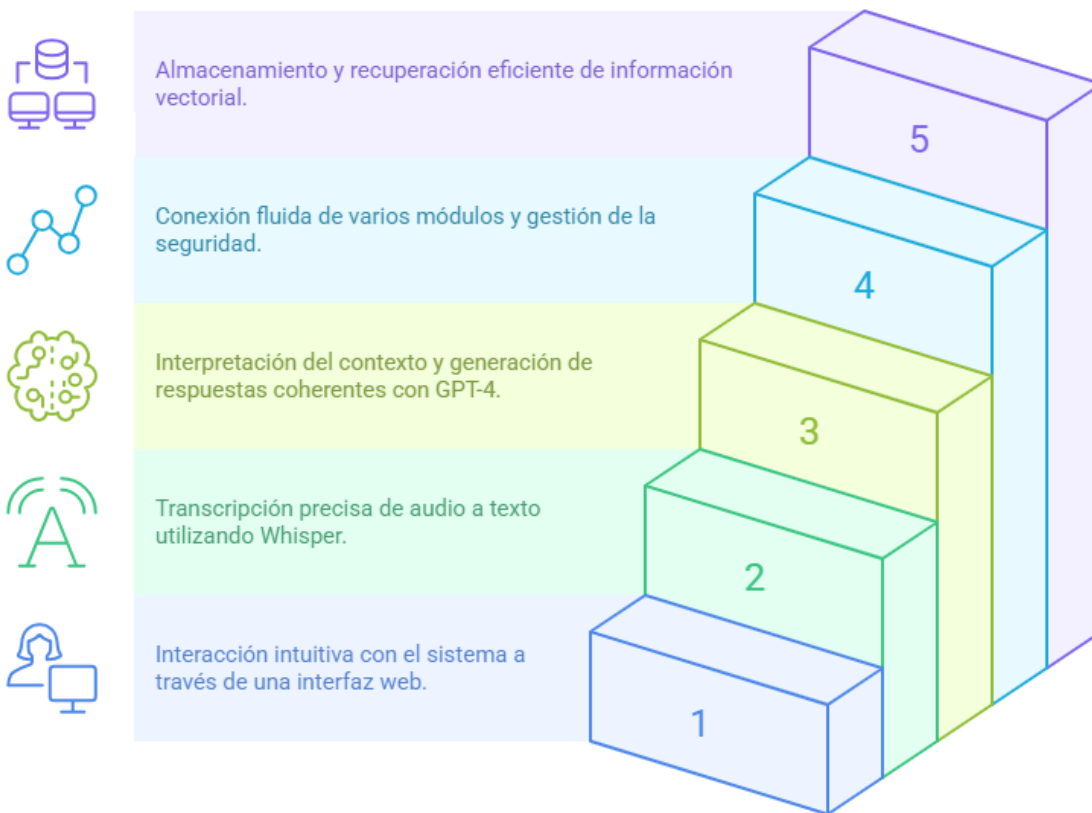 Almacenamiento y recuperación eficiente de información
vectorial.
5
Conexión fluida de varios módulos y gestión de la
seguridad.
4
Interpretación del contexto y generación de
respuestas coherentes con GPT-4.
3
Transcripción precisa de audio a texto
utilizando Whisper.
2
Interacción intuitiva con el sistema a
través de una interfaz web.
1